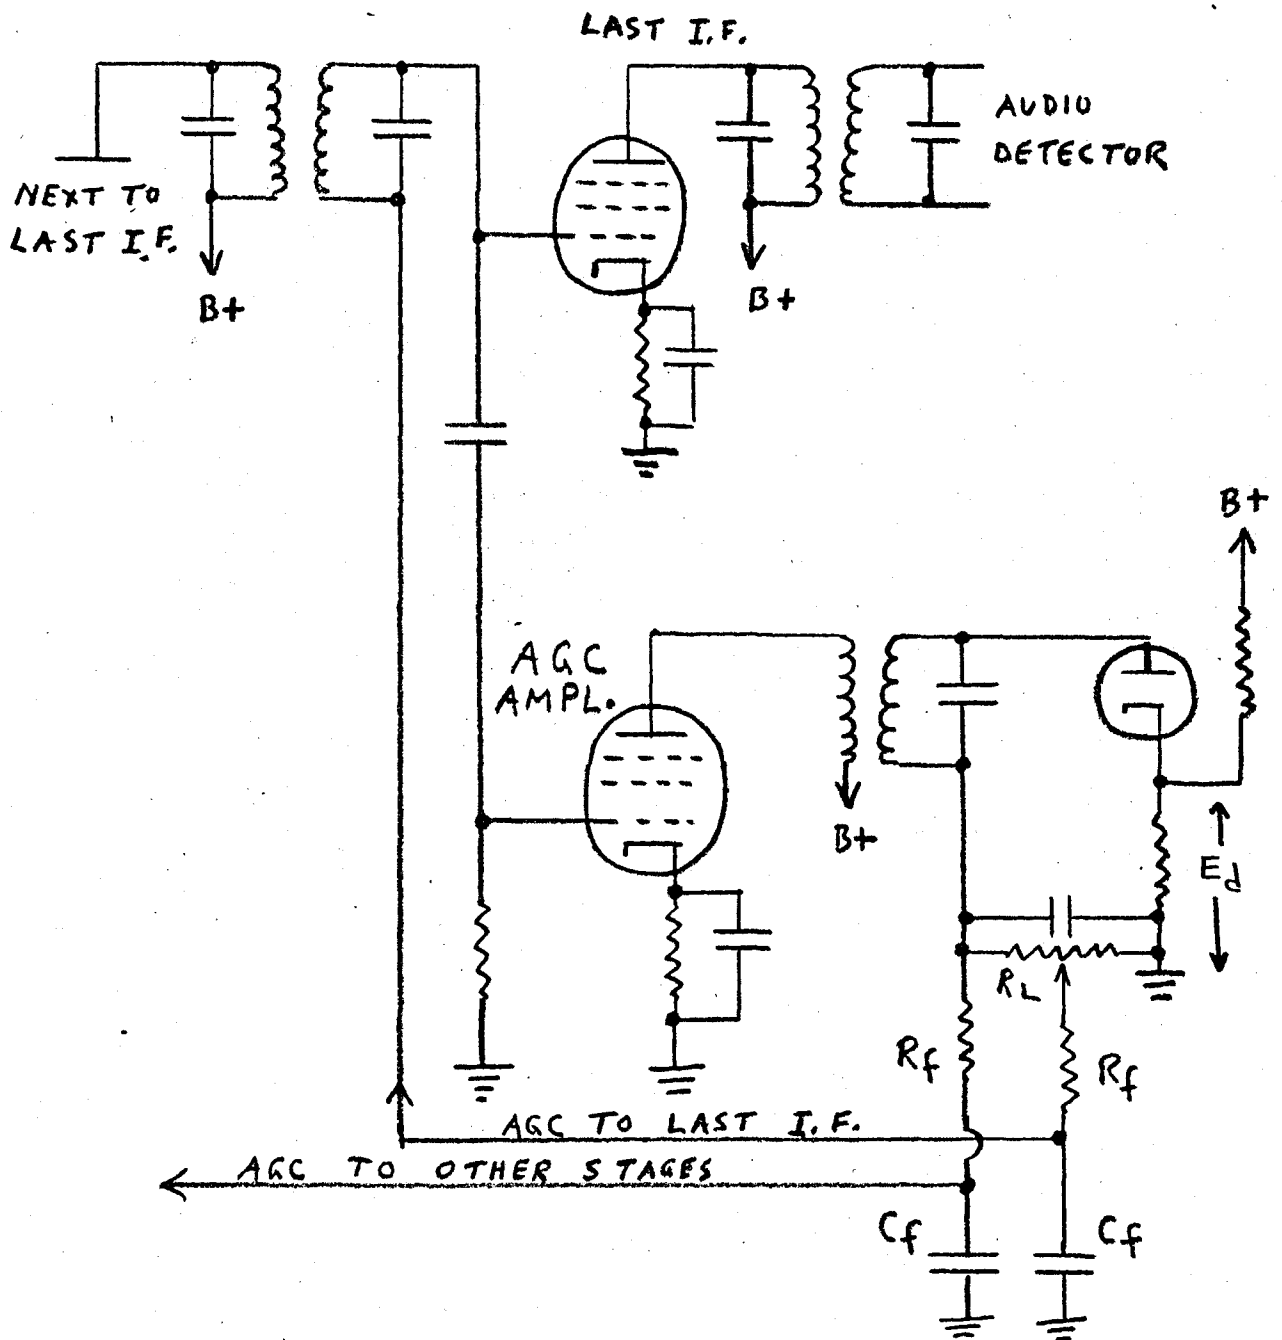 LAST I.F.
AUDIO
DETECTOR
NEXT TO
LAST I.F.
B+
B+
B+
AGC
AMPL.
B+
Ed
RL
Rf
Rf
AGC TO LAST I.F.
AGC TO OTHER STAGES
Cf
Cf